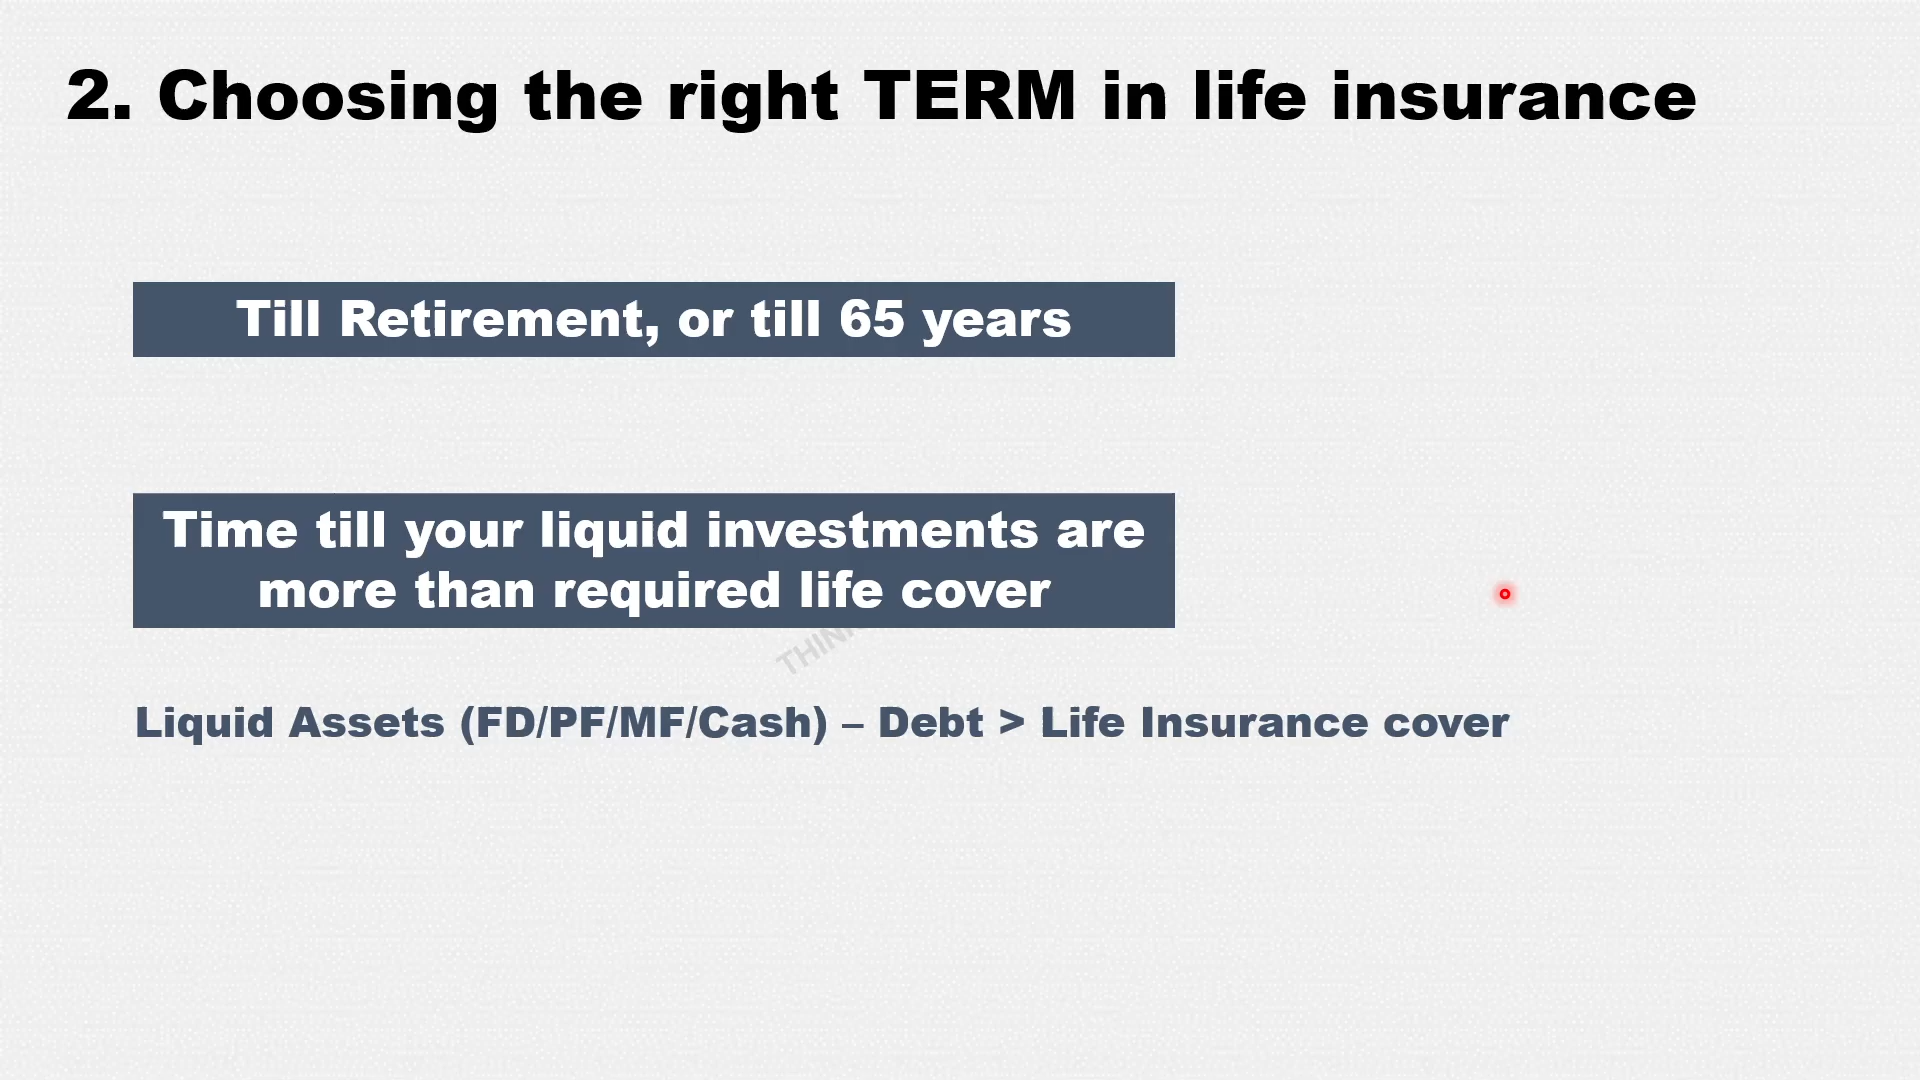 2. Choosing the right TERM in life insurance
Till Retirement, or till 65 years
Time till your liquid investments are
more than required life cover
Liquid Assets (FD/PF/MF/Cash) – Debt > Life Insurance cover